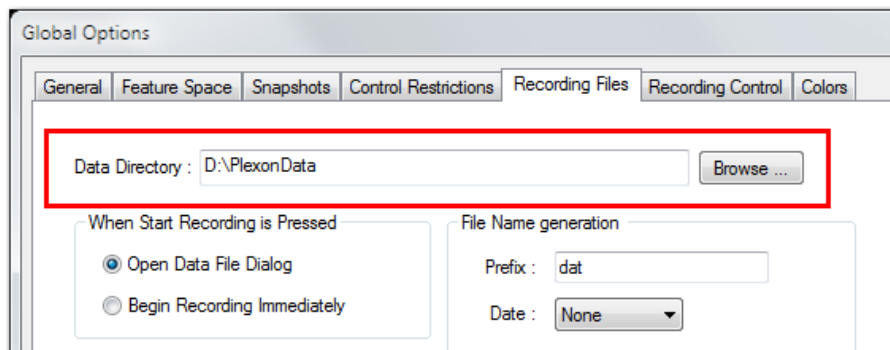 Global Options
General Feature Space Snapshots Control Restrictions Recording Files Recording Control Colors
Data Directory : D:\PlexonData Browse ...
When Start Recording is Pressed
Open Data File Dialog
Begin Recording Immediately
File Name generation
Prefix : dat
Date : None